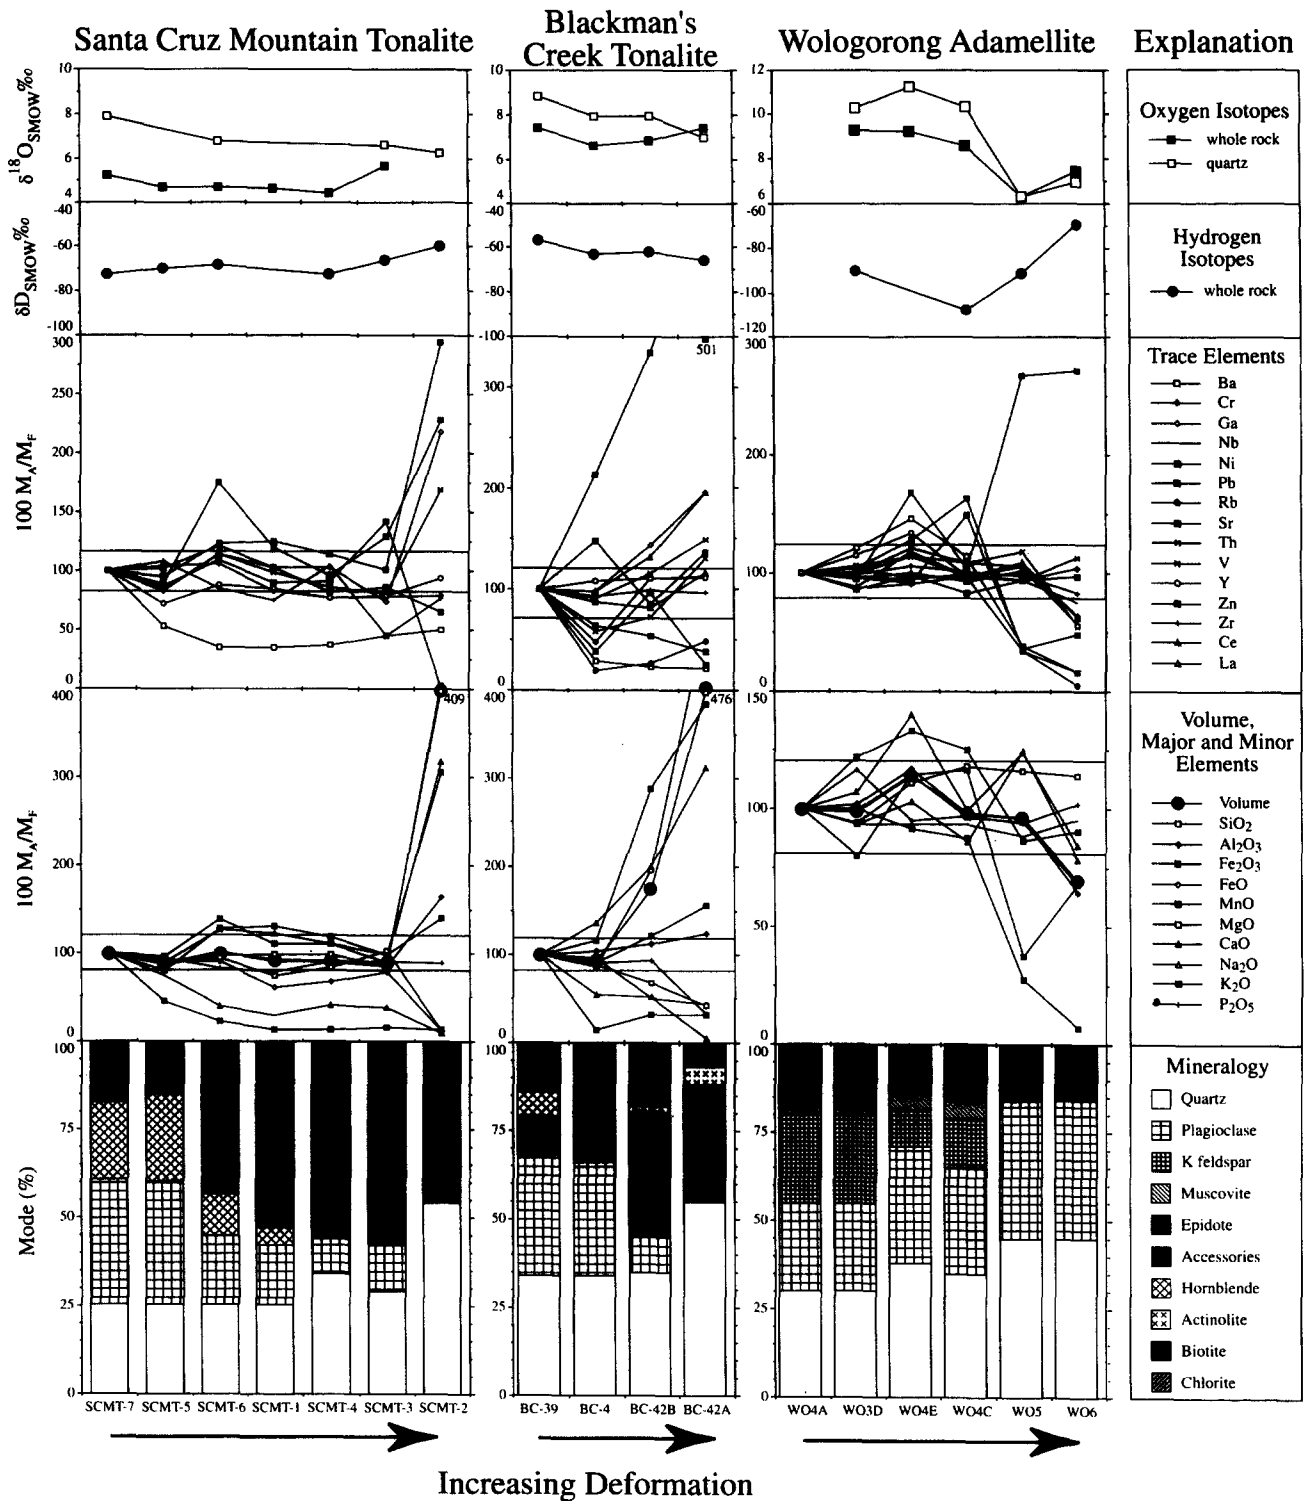 Santa Cruz Mountain Tonalite
Blackman's
Creek Tonalite
Wologorong Adamellite
Explanation
δ18OSMOW‰
10
8
6
4
10
8
6
4
12
10
8
6
Oxygen Isotopes
whole rock
quartz
δDSMOW‰
-40
-60
-80
-100
-100
-60
-80
-100
-120
Hydrogen
Isotopes
whole rock
100 MA/MF
300
250
200
150
100
50
0
501
300
200
100
0
300
200
100
0
Trace Elements
Ba
Cr
Ga
Nb
Ni
Pb
Rb
Sr
Th
V
Y
Zn
Zr
Ce
La
100 MA/MF
400
300
200
100
0
409
400
300
200
100
0
476
150
100
50
0
Volume,
Major and Minor
Elements
Volume
SiO2
Al2O3
Fe2O3
FeO
MnO
MgO
CaO
Na2O
K2O
P2O5
Mode (%)
100
75
50
25
0
100
75
50
25
0
100
75
50
25
0
Mineralogy
Quartz
Plagioclase
K feldspar
Muscovite
Epidote
Accessories
Hornblende
Actinolite
Biotite
Chlorite
SCMT-7 SCMT-5 SCMT-6 SCMT-1 SCMT-4 SCMT-3 SCMT-2
BC-39 BC-4 BC-42B BC-42A
WO4A WO3D WO4E WO4C WO5 WO6
Increasing Deformation